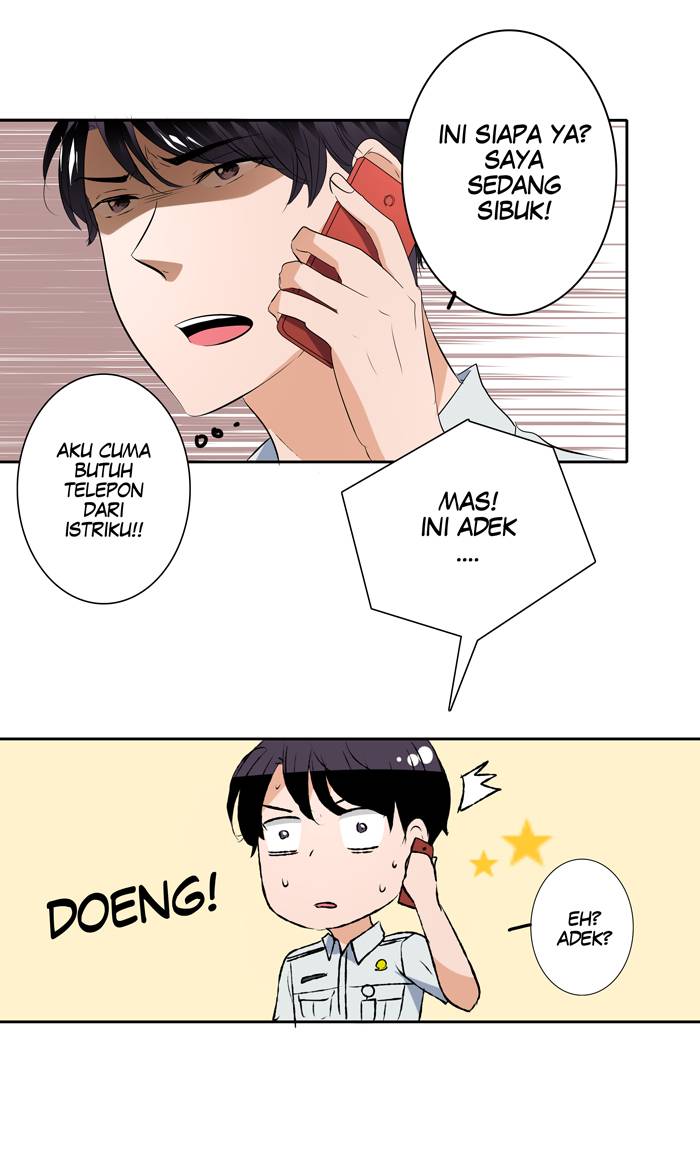 INI SIAPA YA?
SAYA
SEDANG
SIBUK!
AKU CUMA
BUTUH
TELEPON
DARI
ISTRIKU!!
MAS!
INI ADEK
....
DOENG!
EH?
ADEK?